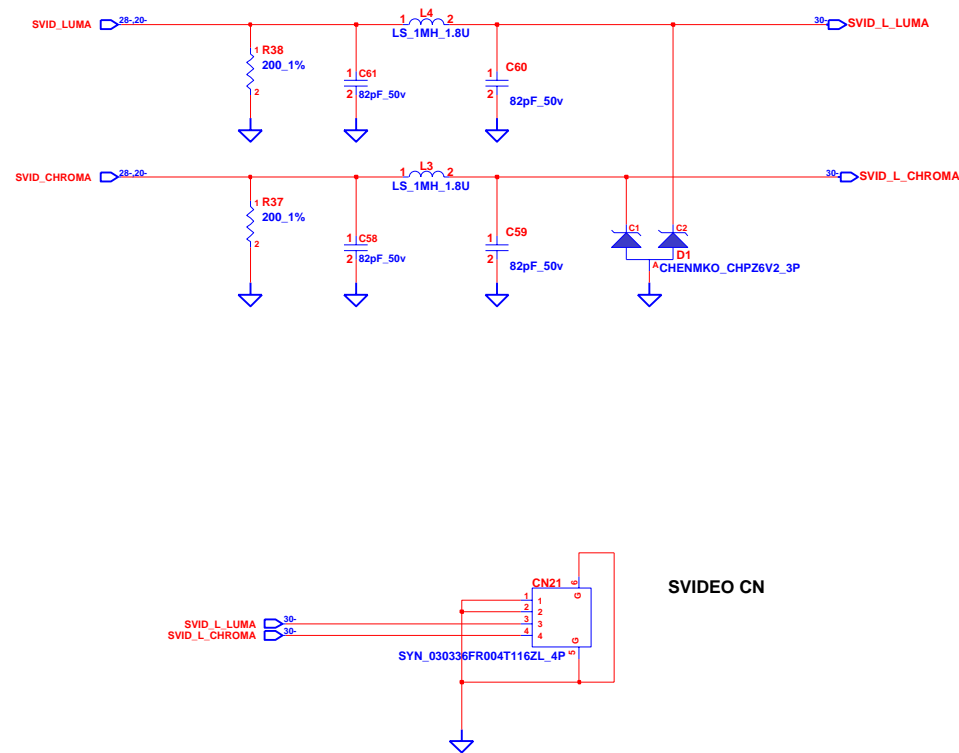 SVID_LUMA 28-,20- 1 L4 2 30- SVID_L_LUMA
LS_1MH_1.8U
1 R38
200_1%
2
1 C61
2 82pF_50v
1 C60
2 82pF_50v
SVID_CHROMA 28-,20- 1 L3 2 30- SVID_L_CHROMA
LS_1MH_1.8U
1 R37
200_1%
2
1 C58
2 82pF_50v
1 C59
2 82pF_50v
C1 C2
D1
A CHENMKO_CHPZ6V2_3P
CN21 6
G
SVIDEO CN
1 1
2 2
SVID_L_LUMA 30- 3 3
SVID_L_CHROMA 30- 4 4
G
5
SYN_030336FR004T116ZL_4P